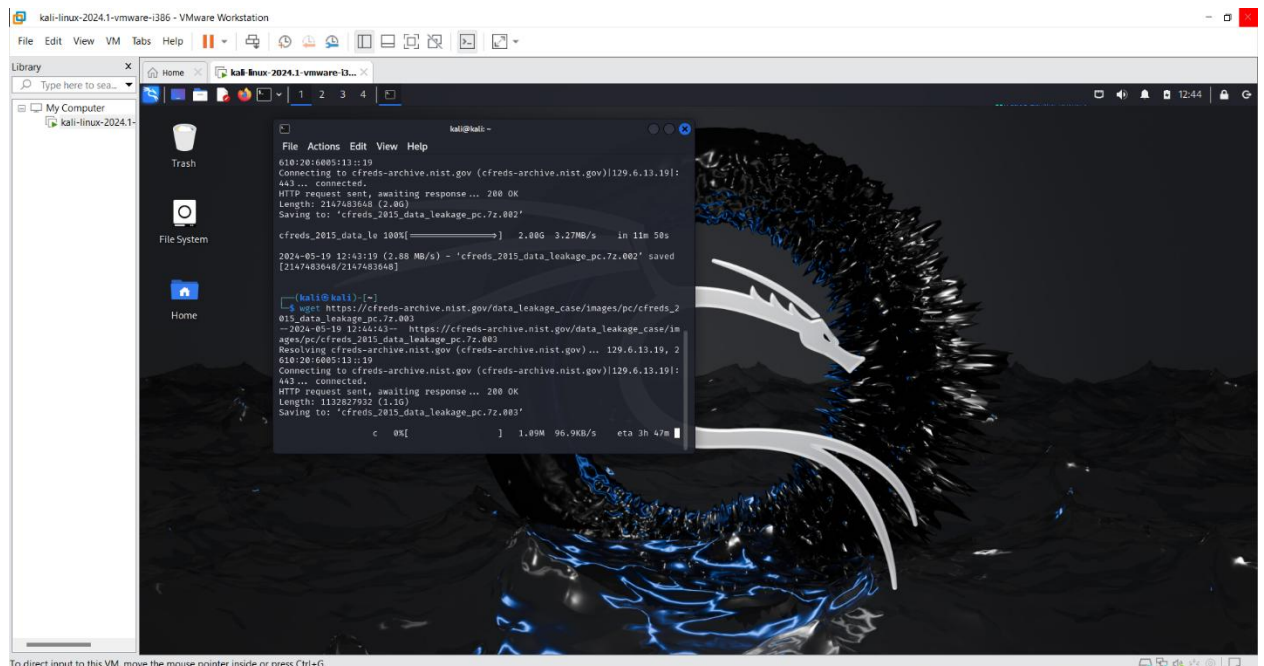 kali-linux-2024.1-vmware-i386 - VMware Workstation
File Edit View VM Tabs Help
Library
Type here to sea...
My Computer
kali-linux-2024.1-
Home
kali-linux-2024.1-vmware-i3...
1 2 3 4
12:44
Trash
File System
Home
kali@kali: ~
File Actions Edit View Help
610:20:6005:13::19
Connecting to cfreds-archive.nist.gov (cfreds-archive.nist.gov)|129.6.13.19|:
443... connected.
HTTP request sent, awaiting response... 200 OK
Length: 2147483648 (2.0G)
Saving to: ‘cfreds_2015_data_leakage_pc.7z.002’
cfreds_2015_data_le 100%[===================>] 2.00G 3.27MB/s in 11m 50s
2024-05-19 12:43:19 (2.88 MB/s) - ‘cfreds_2015_data_leakage_pc.7z.002’ saved
[2147483648/2147483648]
(kali㉿kali)-[~]
$ wget https://cfreds-archive.nist.gov/data_leakage_case/images/pc/cfreds_2
015_data_leakage_pc.7z.003
--2024-05-19 12:44:43-- https://cfreds-archive.nist.gov/data_leakage_case/im
ages/pc/cfreds_2015_data_leakage_pc.7z.003
Resolving cfreds-archive.nist.gov (cfreds-archive.nist.gov)... 129.6.13.19, 2
610:20:6005:13::19
Connecting to cfreds-archive.nist.gov (cfreds-archive.nist.gov)|129.6.13.19|:
443... connected.
HTTP request sent, awaiting response... 200 OK
Length: 1132827932 (1.1G)
Saving to: ‘cfreds_2015_data_leakage_pc.7z.003’
c 0%[ ] 1.09M 96.9KB/s eta 3h 47m
To direct input to this VM, move the mouse pointer inside or press Ctrl+G.